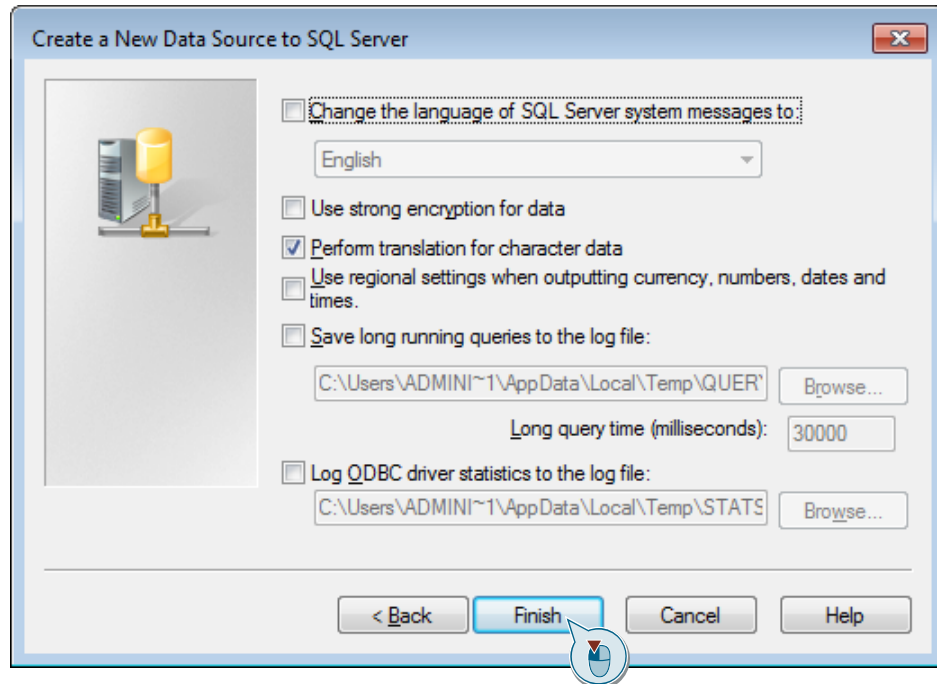 Create a New Data Source to SQL Server
Change the language of SQL Server system messages to:
English
Use strong encryption for data
Perform translation for character data
Use regional settings when outputting currency, numbers, dates and
times.
Save long running queries to the log file:
C:\Users\ADMINI~1\AppData\Local\Temp\QUERY
Browse...
Long query time (milliseconds):
30000
Log ODBC driver statistics to the log file:
C:\Users\ADMINI~1\AppData\Local\Temp\STATS
Browse...
< Back
Finish
Cancel
Help